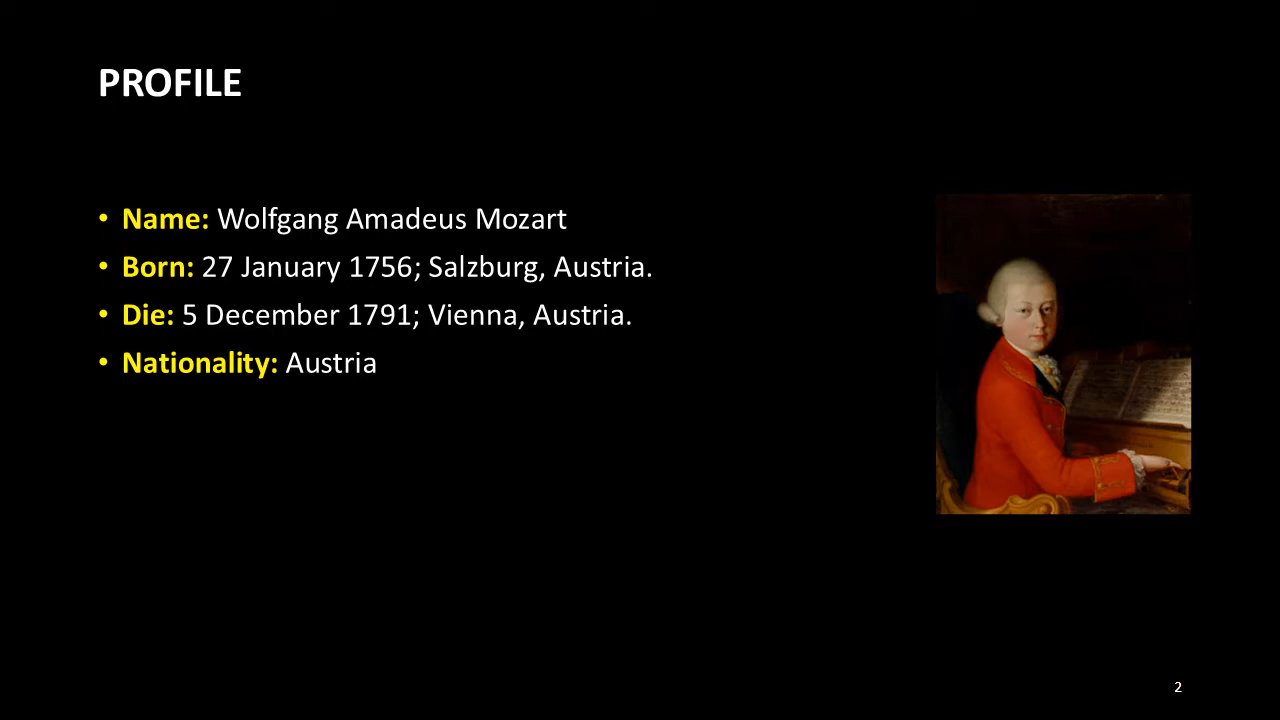 PROFILE
• Name: Wolfgang Amadeus Mozart
• Born: 27 January 1756; Salzburg, Austria.
• Die: 5 December 1791; Vienna, Austria.
• Nationality: Austria
2